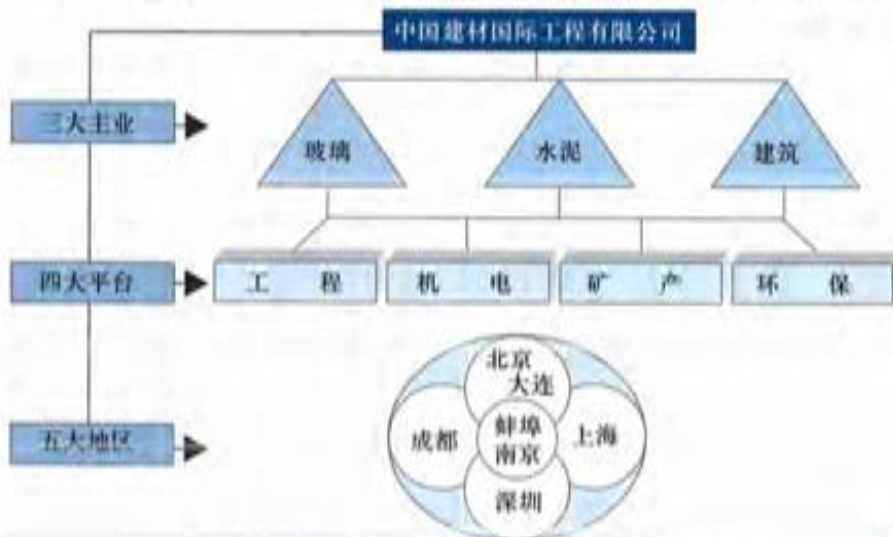 中国建材国际工程有限公司
三大主业
玻璃
水泥
建筑
四大平台
工程
机电
矿产
环保
五大地区
北京
大连
成都
蚌埠
南京
上海
深圳